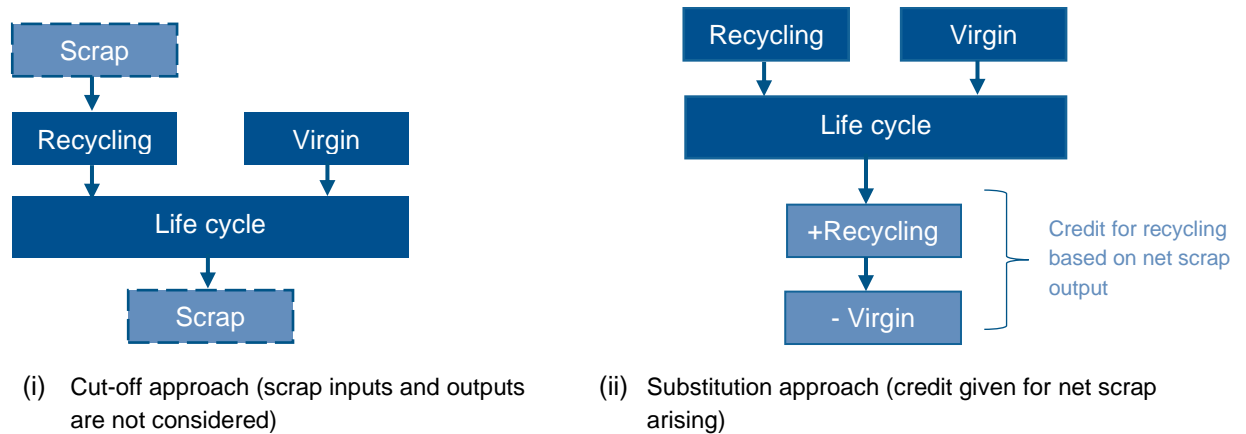 Scrap
Recycling
Virgin
Life cycle
Scrap
(i) Cut-off approach (scrap inputs and outputs
are not considered)
Recycling
Virgin
Life cycle
+Recycling
- Virgin
Credit for recycling
based on net scrap
output
(ii) Substitution approach (credit given for net scrap
arising)